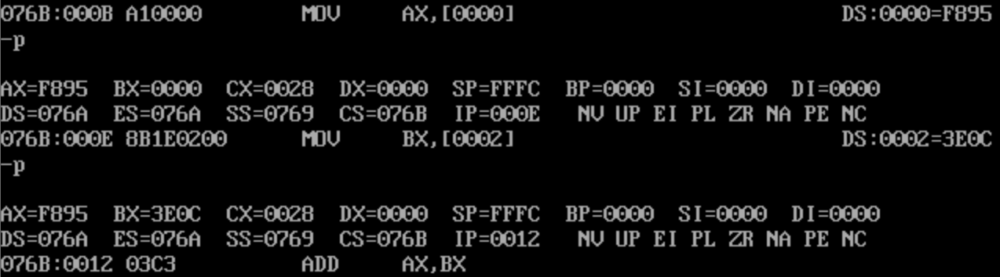 076B:000B A10000        MOV     AX,[0000]                          DS:0000=F895
-p
AX=F895  BX=0000  CX=0028  DX=0000  SP=FFFC  BP=0000  SI=0000  DI=0000
DS=076A  ES=076A  SS=0769  CS=076B  IP=000E   NV UP EI PL ZR NA PE NC
076B:000E 8B1E0200      MOV     BX,[0002]                          DS:0002=3E0C
-p
AX=F895  BX=3E0C  CX=0028  DX=0000  SP=FFFC  BP=0000  SI=0000  DI=0000
DS=076A  ES=076A  SS=0769  CS=076B  IP=0012   NV UP EI PL ZR NA PE NC
076B:0012 03C3          ADD     AX,BX